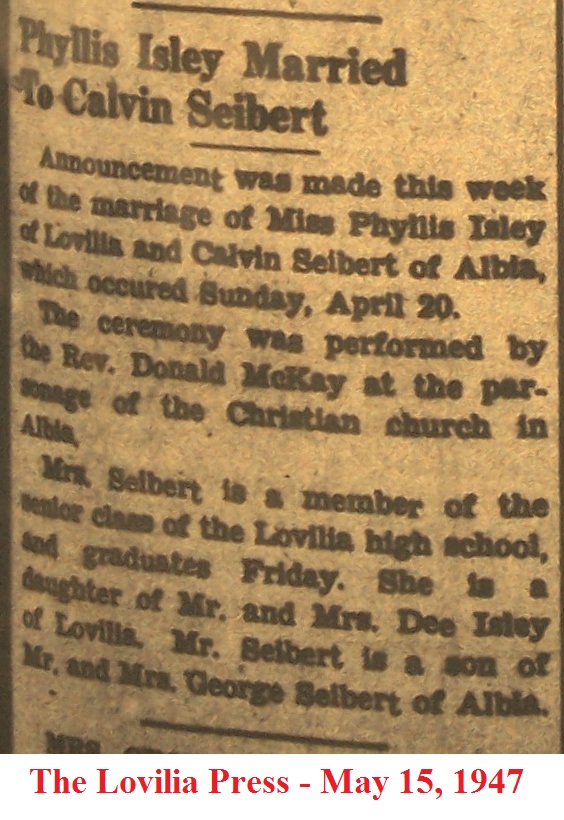 Phyllis Isley Married
To Calvin Seibert
Announcement was made this week
of the marriage of Miss Phyllis Isley
of Lovilia and Calvin Seibert of Albia,
which occured Sunday, April 20.
The ceremony was performed by
the Rev. Donald McKay at the par-
sonage of the Christian church in
Albia.
Mrs. Seibert is a member of the
senior class of the Lovilia high school,
and graduates Friday. She is a
daughter of Mr. and Mrs. Dee Isley
of Lovilia. Mr. Seibert is a son of
Mr. and Mrs. George Seibert of Albia.
The Lovilia Press - May 15, 1947